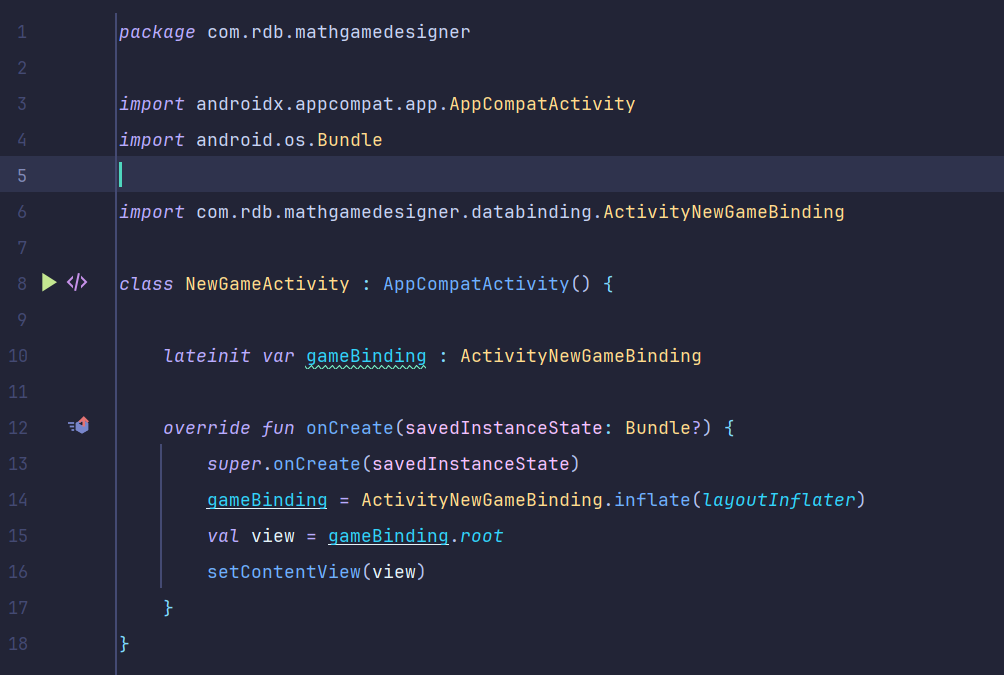 1 package com.rdb.mathgamedesigner
2
3 import androidx.appcompat.app.AppCompatActivity
4 import android.os.Bundle
5
6 import com.rdb.mathgamedesigner.databinding.ActivityNewGameBinding
7
8 </> class NewGameActivity : AppCompatActivity() {
9
10 lateinit var gameBinding : ActivityNewGameBinding
11
12 override fun onCreate(savedInstanceState: Bundle?) {
13 super.onCreate(savedInstanceState)
14 gameBinding = ActivityNewGameBinding.inflate(layoutInflater)
15 val view = gameBinding.root
16 setContentView(view)
17 }
18 }